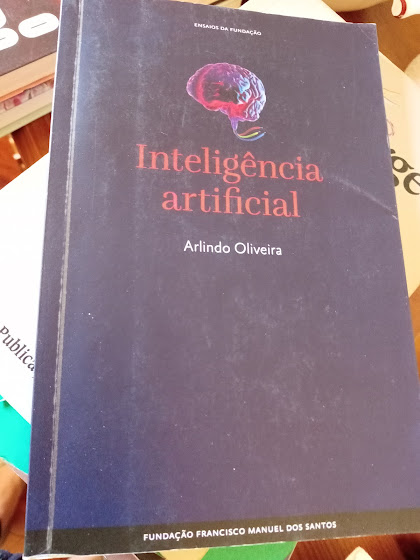 ENSAIOS DA FUNDAÇÃO
Inteligência
artificial
Arlindo Oliveira
FUNDAÇÃO FRANCISCO MANUEL DOS SANTOS